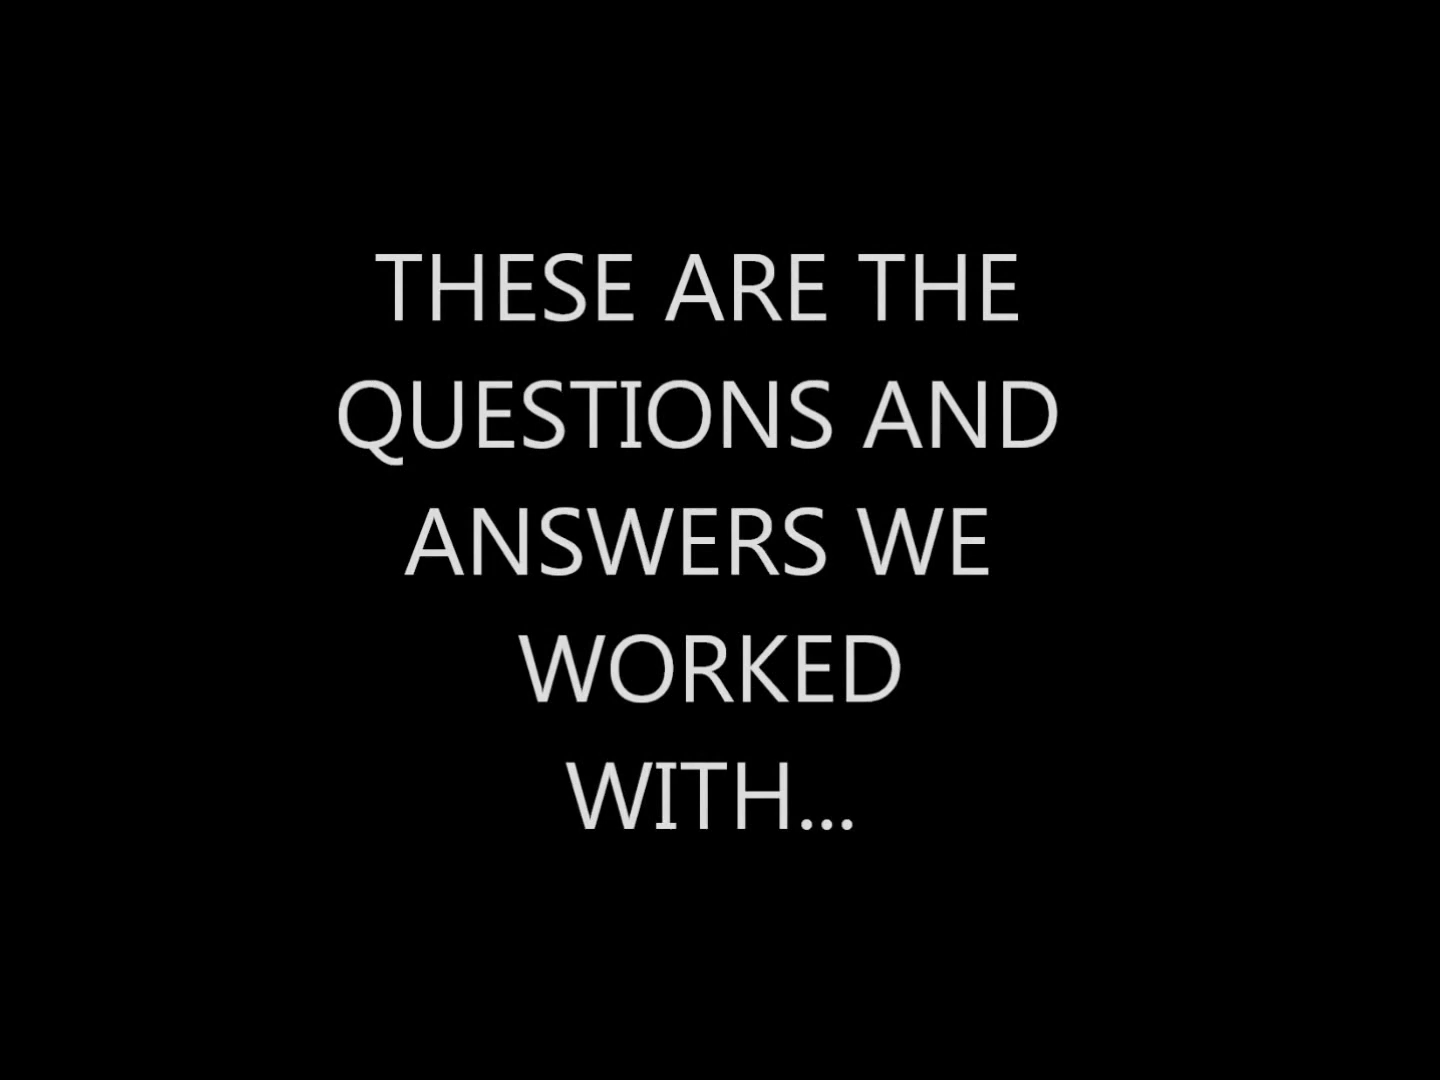 THESE ARE THE
QUESTIONS AND
ANSWERS WE
WORKED
WITH...